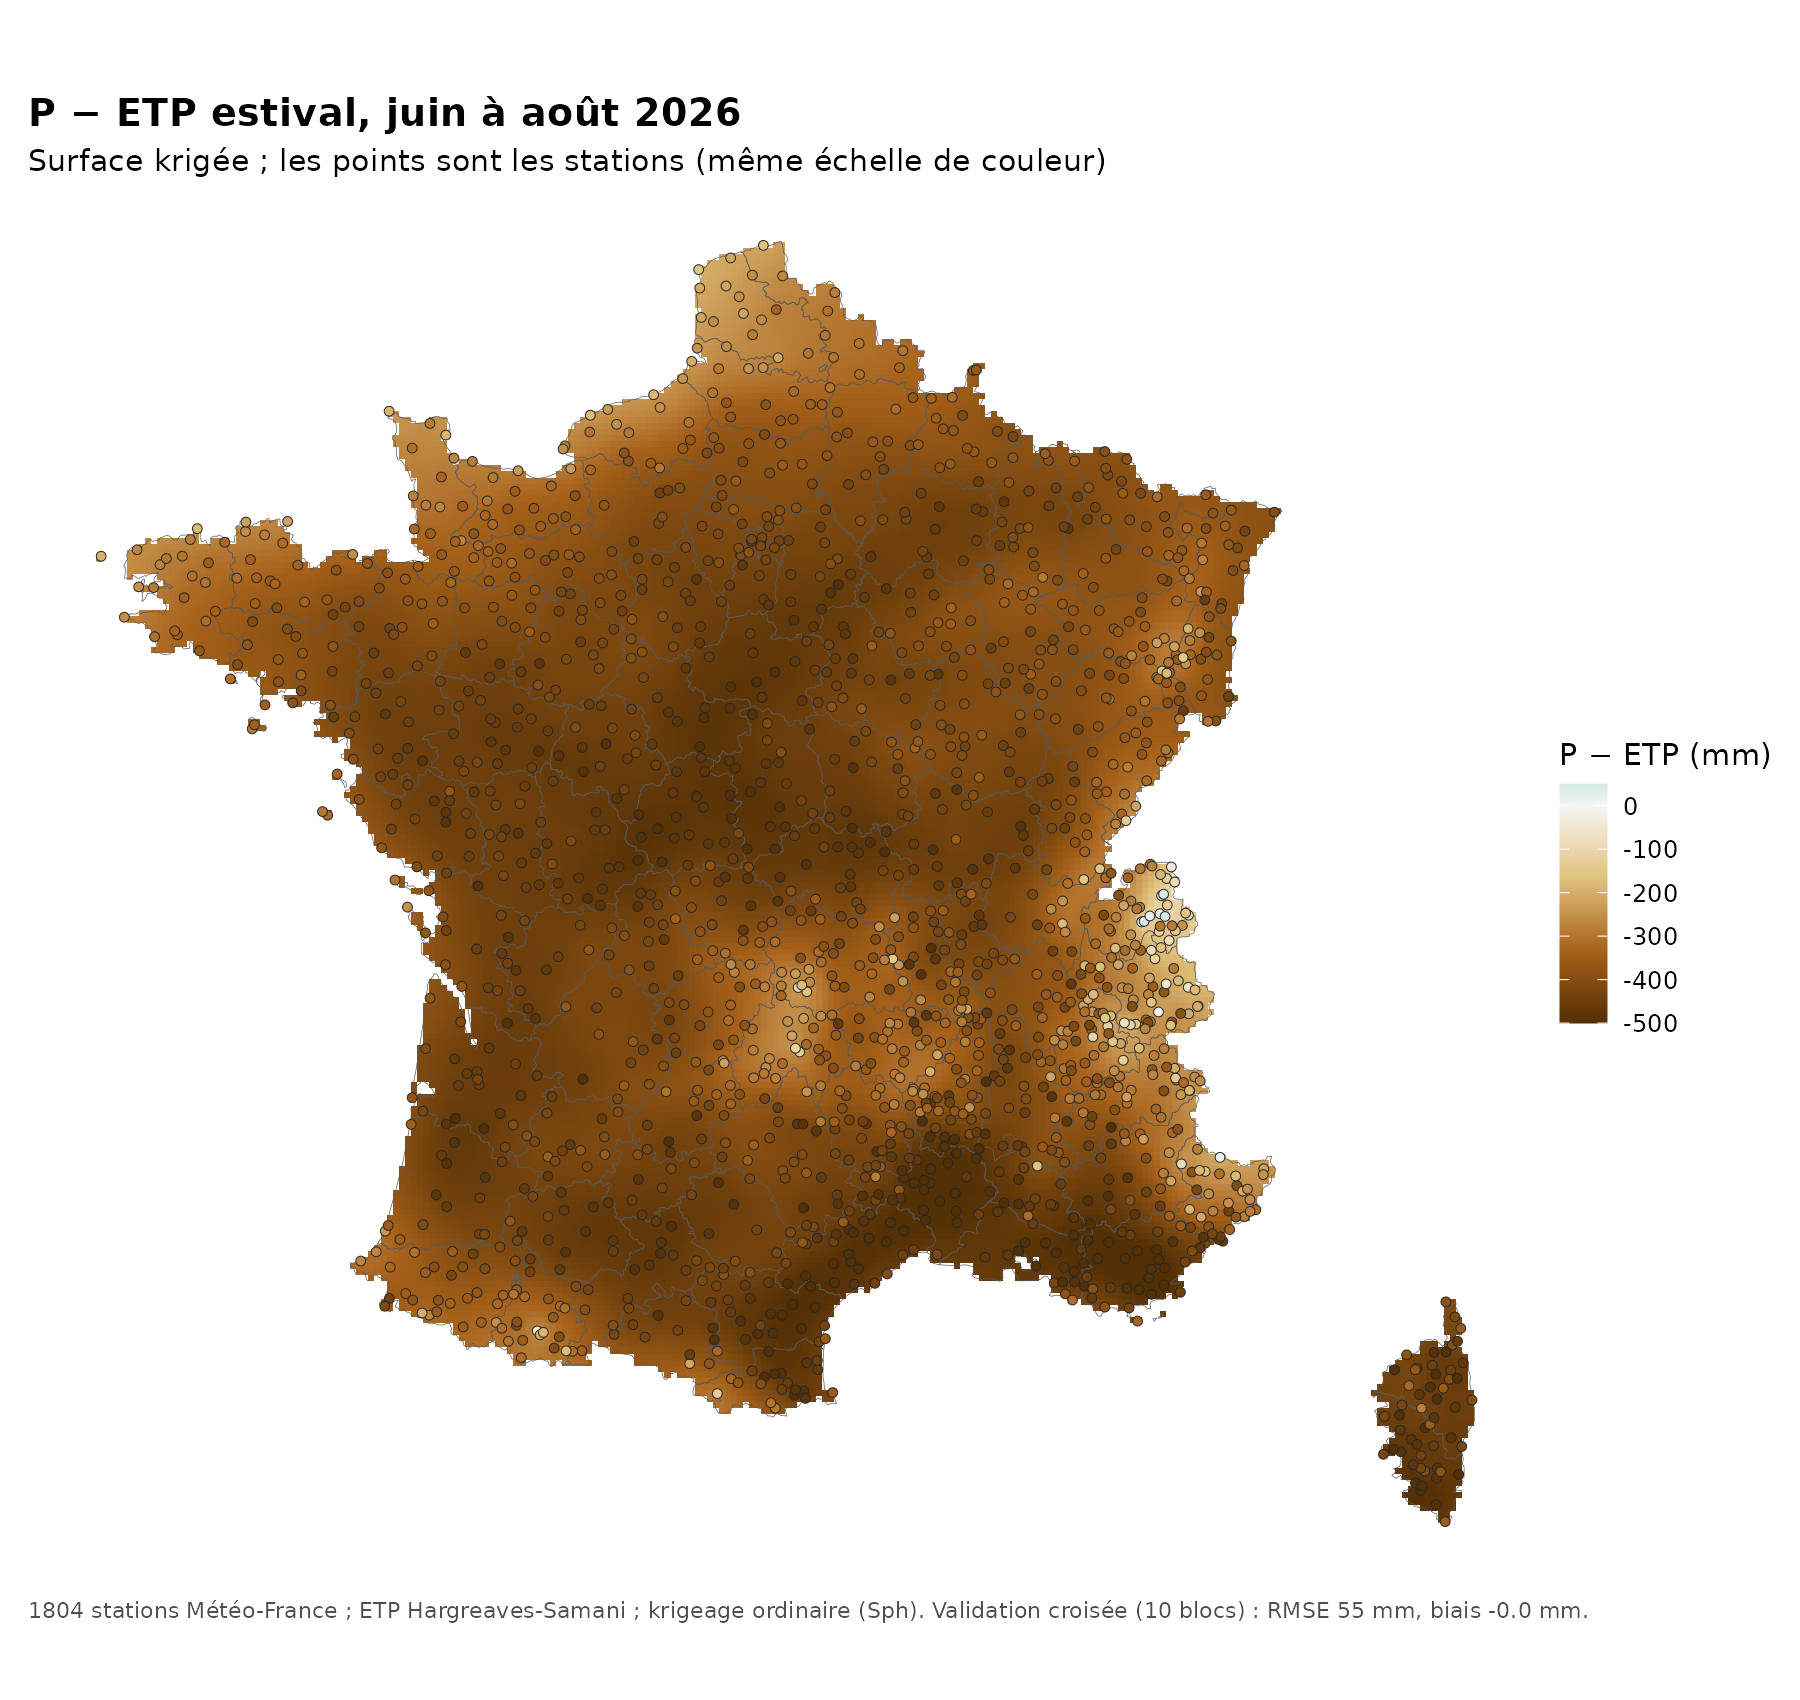 P − ETP estival, juin à août 2026
Surface krigée ; les points sont les stations (même échelle de couleur)
P − ETP (mm)
0
-100
-200
-300
-400
-500
1804 stations Météo-France ; ETP Hargreaves-Samani ; krigeage ordinaire (Sph). Validation croisée (10 blocs) : RMSE 55 mm, biais -0.0 mm.